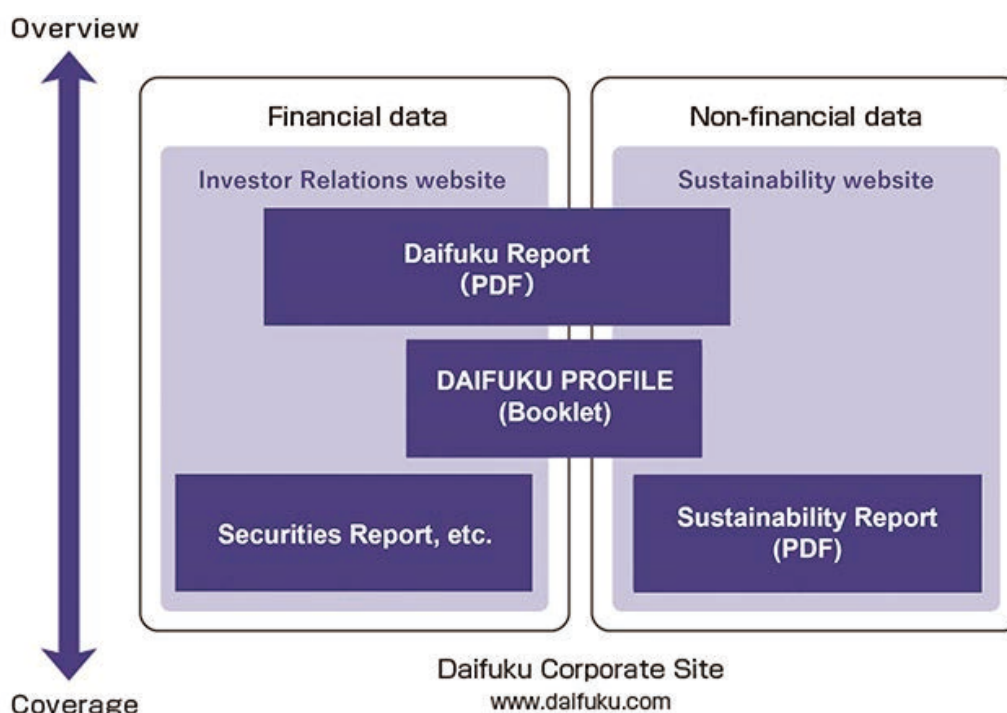 Overview
Financial data
Non-financial data
Investor Relations website
Sustainability website
Daifuku Report
(PDF)
DAIFUKU PROFILE
(Booklet)
Securities Report, etc.
Sustainability Report
(PDF)
Daifuku Corporate Site
www.daifuku.com
Coverage